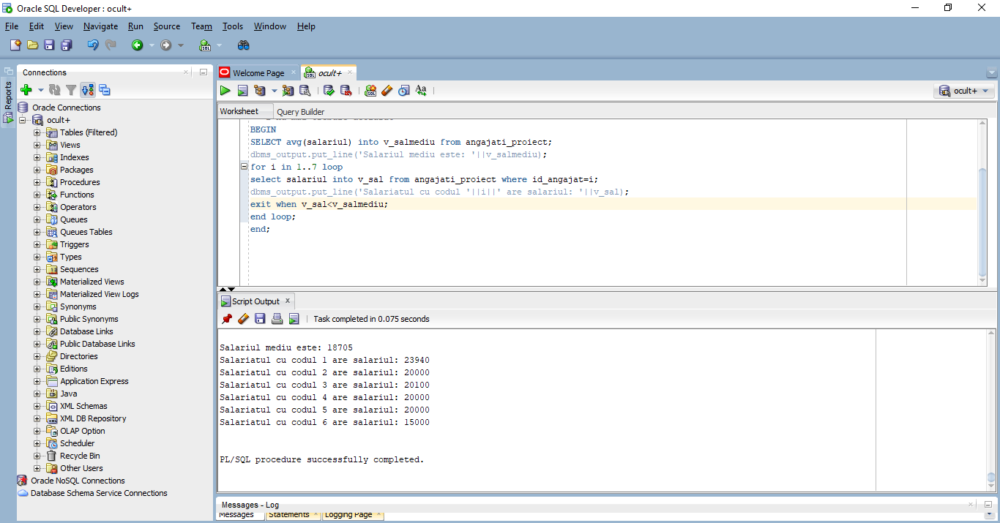 Oracle SQL Developer : ocult+
File Edit View Navigate Run Source Team Tools Window Help
Reports
Connections
Oracle Connections
ocult+
Tables (Filtered)
Views
Indexes
Packages
Procedures
Functions
Operators
Queues
Queues Tables
Triggers
Types
Sequences
Materialized Views
Materialized View Logs
Synonyms
Public Synonyms
Database Links
Public Database Links
Directories
Editions
Application Express
Java
XML Schemas
XML DB Repository
OLAP Option
Scheduler
Recycle Bin
Other Users
Oracle NoSQL Connections
Database Schema Service Connections
Welcome Page ocult+
ocult+
Worksheet Query Builder
BEGIN
SELECT avg(salariul) into v_salmediu from angajati_proiect;
dbms_output.put_line('Salariul mediu este: '||v_salmediu);
for i in 1..7 loop
select salariul into v_sal from angajati_proiect where id_angajat=i;
dbms_output.put_line('Salariatul cu codul '||i||' are salariul: '||v_sal);
exit when v_sal<v_salmediu;
end loop;
end;
Script Output
Task completed in 0.075 seconds
Salariul mediu este: 18705
Salariatul cu codul 1 are salariul: 23940
Salariatul cu codul 2 are salariul: 20000
Salariatul cu codul 3 are salariul: 20100
Salariatul cu codul 4 are salariul: 20000
Salariatul cu codul 5 are salariul: 20000
Salariatul cu codul 6 are salariul: 15000
PL/SQL procedure successfully completed.
Messages - Log
Messages Statements Logging Page